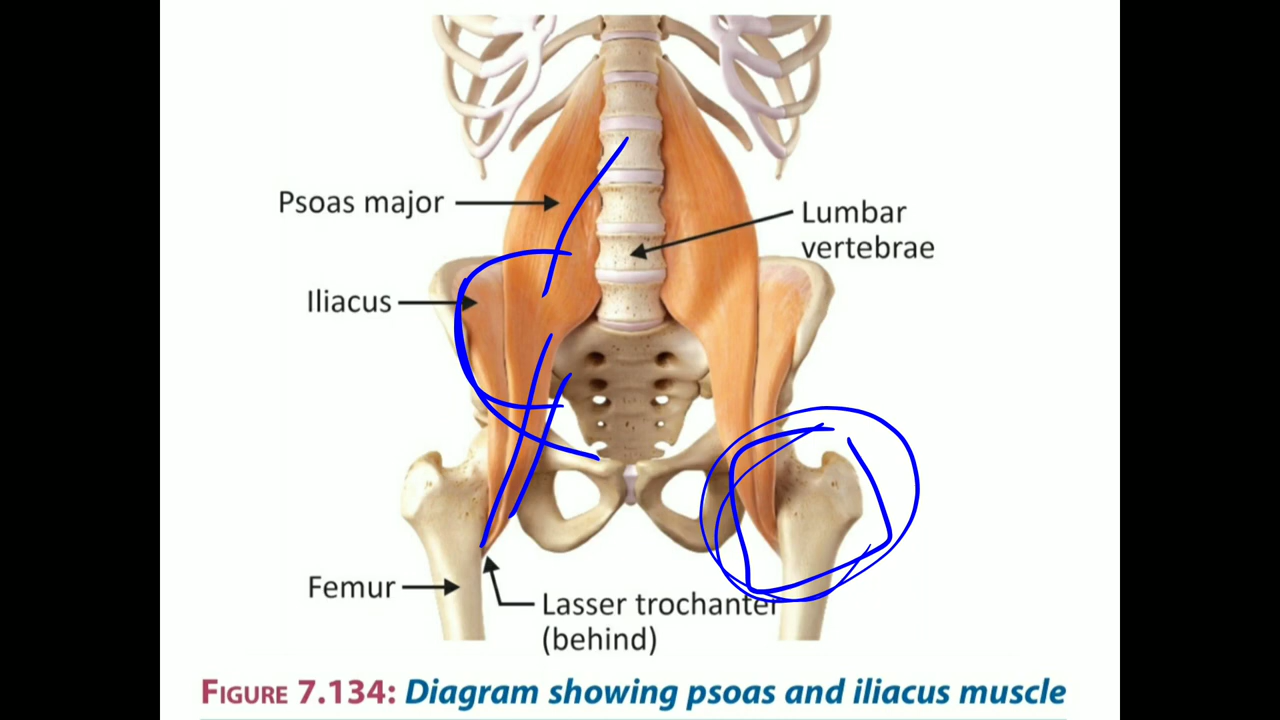 Psoas major
Lumbar
vertebrae
Iliacus
Femur
Lasser trochanter
(behind)
FIGURE 7.134: Diagram showing psoas and iliacus muscle